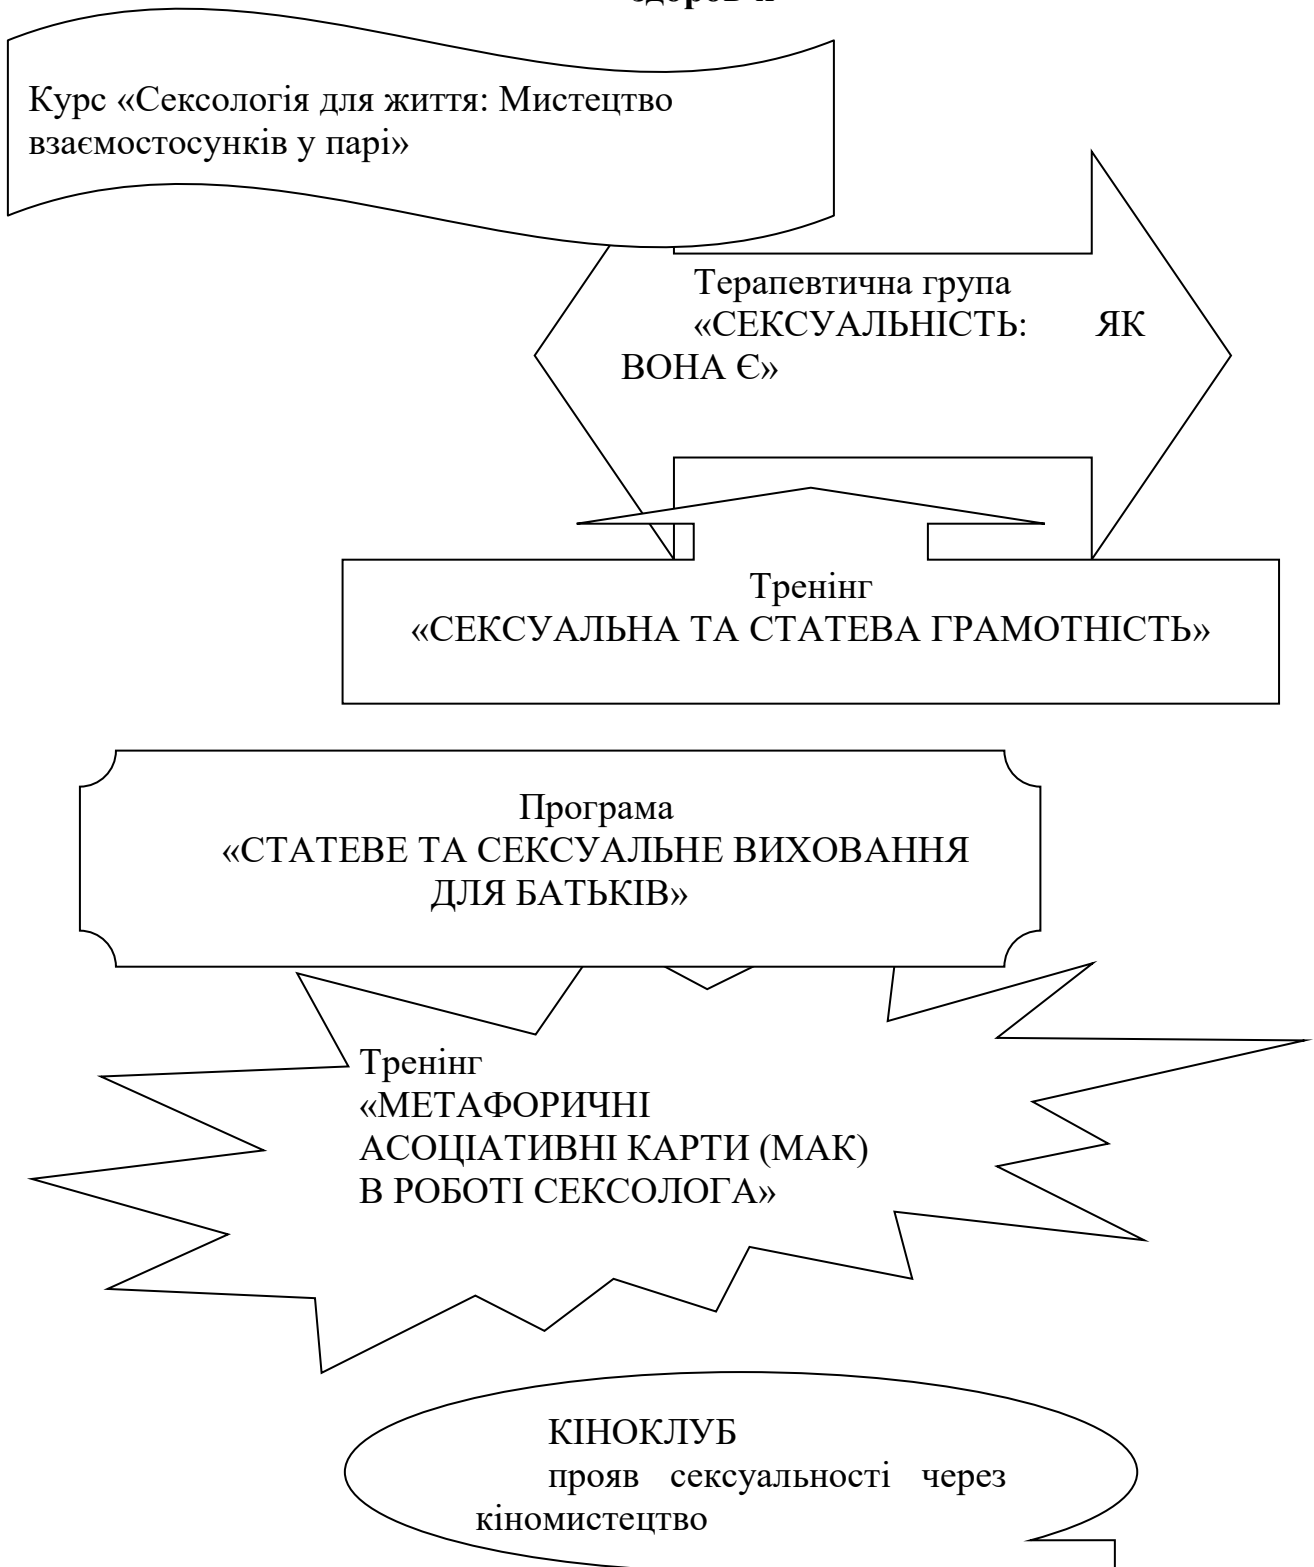 Курс «Сексологія для життя: Мистецтво
взаємостосунків у парі»
Терапевтична група
«СЕКСУАЛЬНІСТЬ: ЯК
ВОНА Є»
Тренінг
«СЕКСУАЛЬНА ТА СТАТЕВА ГРАМОТНІСТЬ»
Програма
«СТАТЕВЕ ТА СЕКСУАЛЬНЕ ВИХОВАННЯ
ДЛЯ БАТЬКІВ»
Тренінг
«МЕТАФОРИЧНІ
АСОЦІАТИВНІ КАРТИ (МАК)
В РОБОТІ СЕКСОЛОГА»
КІНОКЛУБ
прояв сексуальності через
кіномистецтво